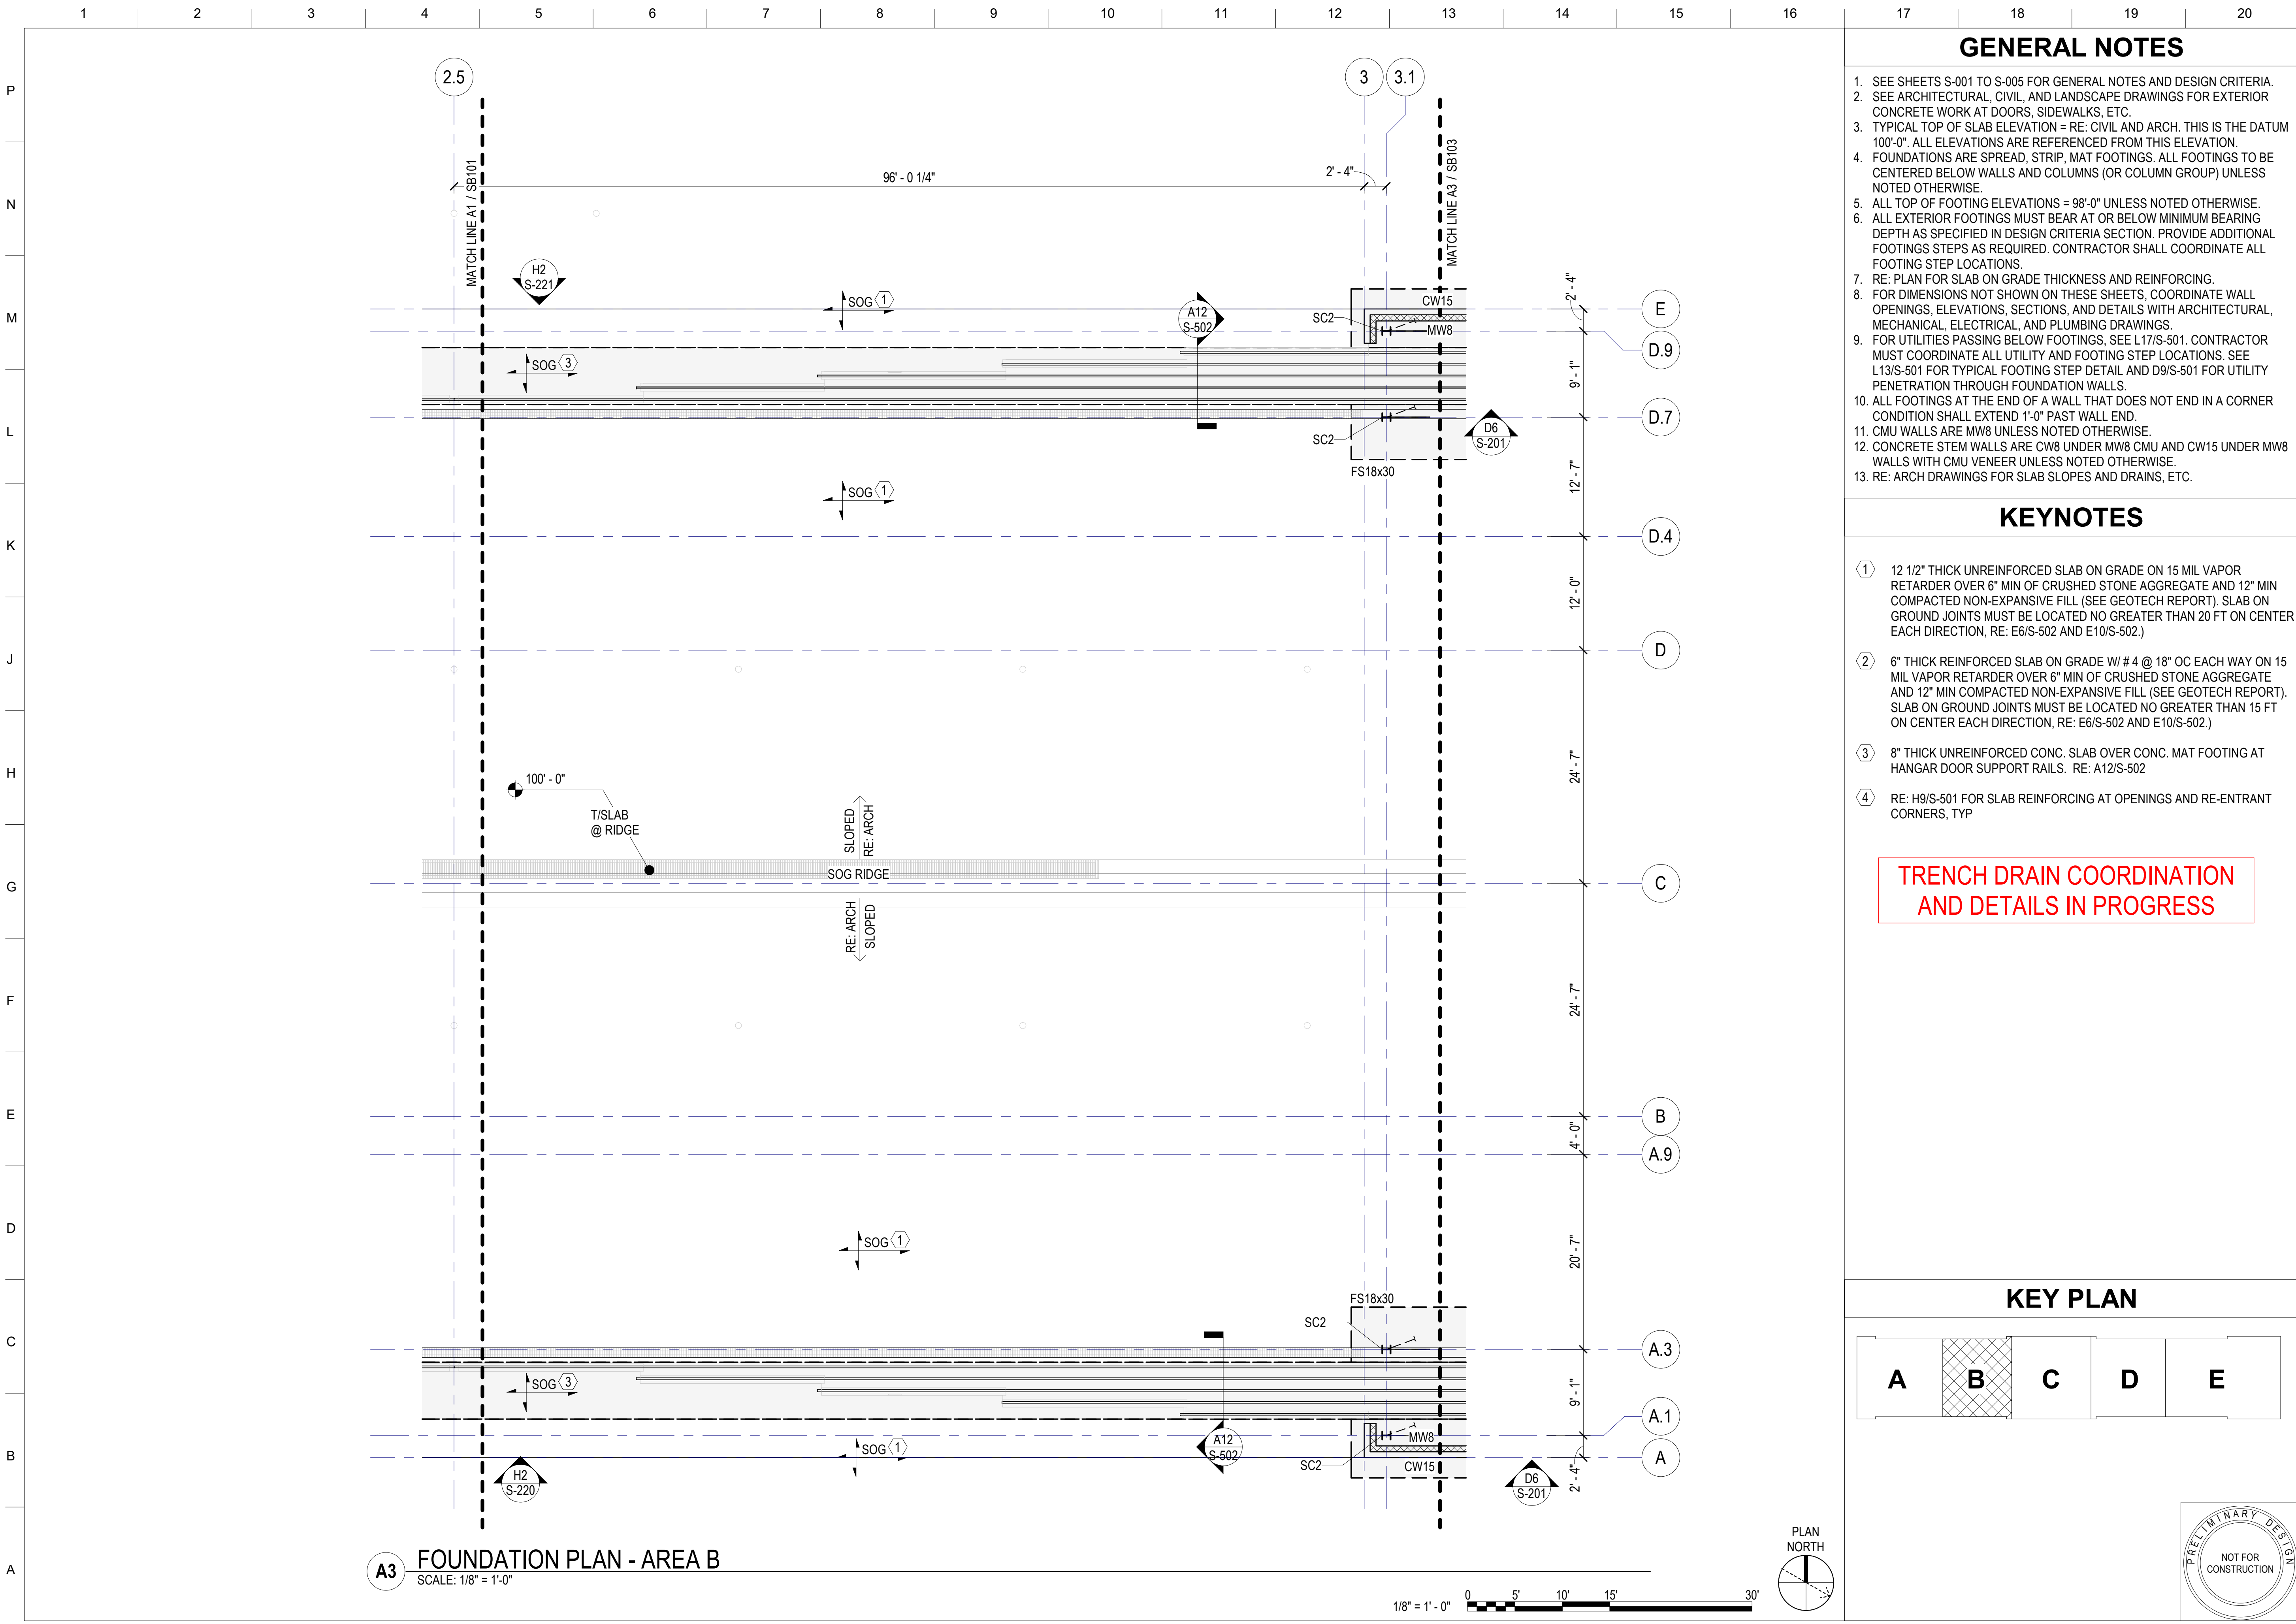 1 2 3 4 5 6 7 8 9 10 11 12 13 14 15 16 17 18 19 20
P
N
M
L
K
J
H
G
F
E
D
C
B
A
2.5
3
3.1
96' - 0 1/4"
2' - 4"
MATCH LINE A1 / SB101
MATCH LINE A3 / SB103
H2
S-221
SOG 1
A12
S-502
SC2
CW15
MW8
2' - 4"
E
D.9
SOG 3
9' - 1"
D.7
SC2
D6
S-201
FS18x30
SOG 1
12' - 7"
D.4
12' - 0"
D
24' - 7"
100' - 0"
T/SLAB
@ RIDGE
SLOPED
RE: ARCH
SOG RIDGE
C
RE: ARCH
SLOPED
24' - 7"
B
4' - 0"
A.9
SOG 1
20' - 7"
FS18x30
SC2
A.3
SOG 3
9' - 1"
A.1
A12
S-502
MW8
SOG 1
SC2
CW15
A
2' - 4"
H2
S-220
D6
S-201
A3
FOUNDATION PLAN - AREA B
SCALE: 1/8" = 1'-0"
PLAN
NORTH
1/8" = 1' - 0"
0 5' 10' 15' 30'
GENERAL NOTES
1. SEE SHEETS S-001 TO S-005 FOR GENERAL NOTES AND DESIGN CRITERIA.
2. SEE ARCHITECTURAL, CIVIL, AND LANDSCAPE DRAWINGS FOR EXTERIOR
CONCRETE WORK AT DOORS, SIDEWALKS, ETC.
3. TYPICAL TOP OF SLAB ELEVATION = RE: CIVIL AND ARCH. THIS IS THE DATUM
100'-0". ALL ELEVATIONS ARE REFERENCED FROM THIS ELEVATION.
4. FOUNDATIONS ARE SPREAD, STRIP, MAT FOOTINGS. ALL FOOTINGS TO BE
CENTERED BELOW WALLS AND COLUMNS (OR COLUMN GROUP) UNLESS
NOTED OTHERWISE.
5. ALL TOP OF FOOTING ELEVATIONS = 98'-0" UNLESS NOTED OTHERWISE.
6. ALL EXTERIOR FOOTINGS MUST BEAR AT OR BELOW MINIMUM BEARING
DEPTH AS SPECIFIED IN DESIGN CRITERIA SECTION. PROVIDE ADDITIONAL
FOOTINGS STEPS AS REQUIRED. CONTRACTOR SHALL COORDINATE ALL
FOOTING STEP LOCATIONS.
7. RE: PLAN FOR SLAB ON GRADE THICKNESS AND REINFORCING.
8. FOR DIMENSIONS NOT SHOWN ON THESE SHEETS, COORDINATE WALL
OPENINGS, ELEVATIONS, SECTIONS, AND DETAILS WITH ARCHITECTURAL,
MECHANICAL, ELECTRICAL, AND PLUMBING DRAWINGS.
9. FOR UTILITIES PASSING BELOW FOOTINGS, SEE L17/S-501. CONTRACTOR
MUST COORDINATE ALL UTILITY AND FOOTING STEP LOCATIONS. SEE
L13/S-501 FOR TYPICAL FOOTING STEP DETAIL AND D9/S-501 FOR UTILITY
PENETRATION THROUGH FOUNDATION WALLS.
10. ALL FOOTINGS AT THE END OF A WALL THAT DOES NOT END IN A CORNER
CONDITION SHALL EXTEND 1'-0" PAST WALL END.
11. CMU WALLS ARE MW8 UNLESS NOTED OTHERWISE.
12. CONCRETE STEM WALLS ARE CW8 UNDER MW8 CMU AND CW15 UNDER MW8
WALLS WITH CMU VENEER UNLESS NOTED OTHERWISE.
13. RE: ARCH DRAWINGS FOR SLAB SLOPES AND DRAINS, ETC.
KEYNOTES
1 12 1/2" THICK UNREINFORCED SLAB ON GRADE ON 15 MIL VAPOR
RETARDER OVER 6" MIN OF CRUSHED STONE AGGREGATE AND 12" MIN
COMPACTED NON-EXPANSIVE FILL (SEE GEOTECH REPORT). SLAB ON
GROUND JOINTS MUST BE LOCATED NO GREATER THAN 20 FT ON CENTER
EACH DIRECTION, RE: E6/S-502 AND E10/S-502.)
2 6" THICK REINFORCED SLAB ON GRADE W/ # 4 @ 18" OC EACH WAY ON 15
MIL VAPOR RETARDER OVER 6" MIN OF CRUSHED STONE AGGREGATE
AND 12" MIN COMPACTED NON-EXPANSIVE FILL (SEE GEOTECH REPORT).
SLAB ON GROUND JOINTS MUST BE LOCATED NO GREATER THAN 15 FT
ON CENTER EACH DIRECTION, RE: E6/S-502 AND E10/S-502.)
3 8" THICK UNREINFORCED CONC. SLAB OVER CONC. MAT FOOTING AT
HANGAR DOOR SUPPORT RAILS. RE: A12/S-502
4 RE: H9/S-501 FOR SLAB REINFORCING AT OPENINGS AND RE-ENTRANT
CORNERS, TYP
TRENCH DRAIN COORDINATION
AND DETAILS IN PROGRESS
KEY PLAN
A B C D E
PRELIMINARY DESIGN
NOT FOR
CONSTRUCTION